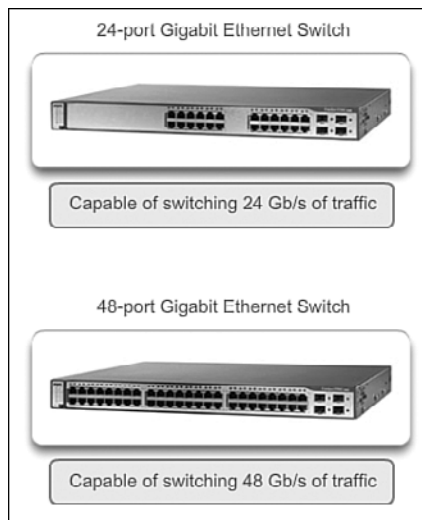 24-port Gigabit Ethernet Switch
Capable of switching 24 Gb/s of traffic
48-port Gigabit Ethernet Switch
Capable of switching 48 Gb/s of traffic